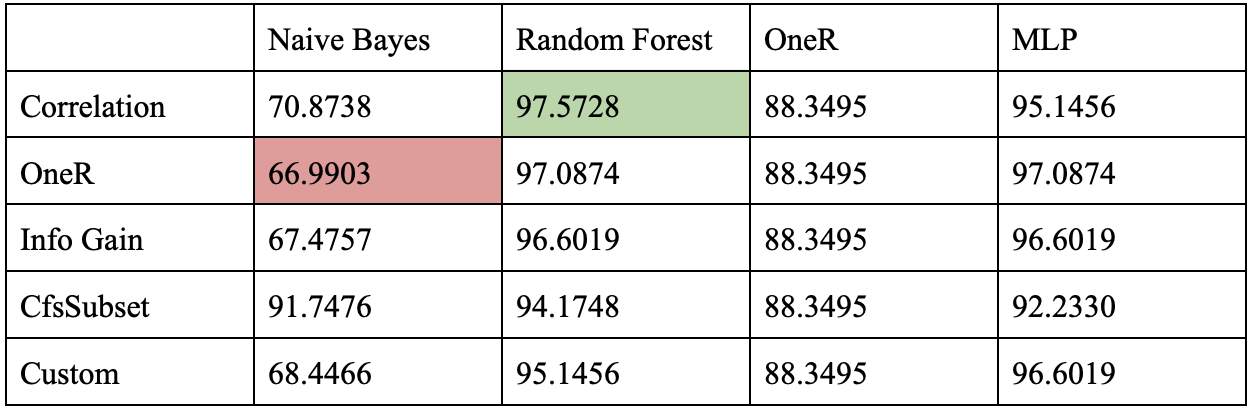 Naive Bayes Random Forest OneR MLP
Correlation 70.8738 97.5728 88.3495 95.1456
OneR 66.9903 97.0874 88.3495 97.0874
Info Gain 67.4757 96.6019 88.3495 96.6019
CfsSubset 91.7476 94.1748 88.3495 92.2330
Custom 68.4466 95.1456 88.3495 96.6019